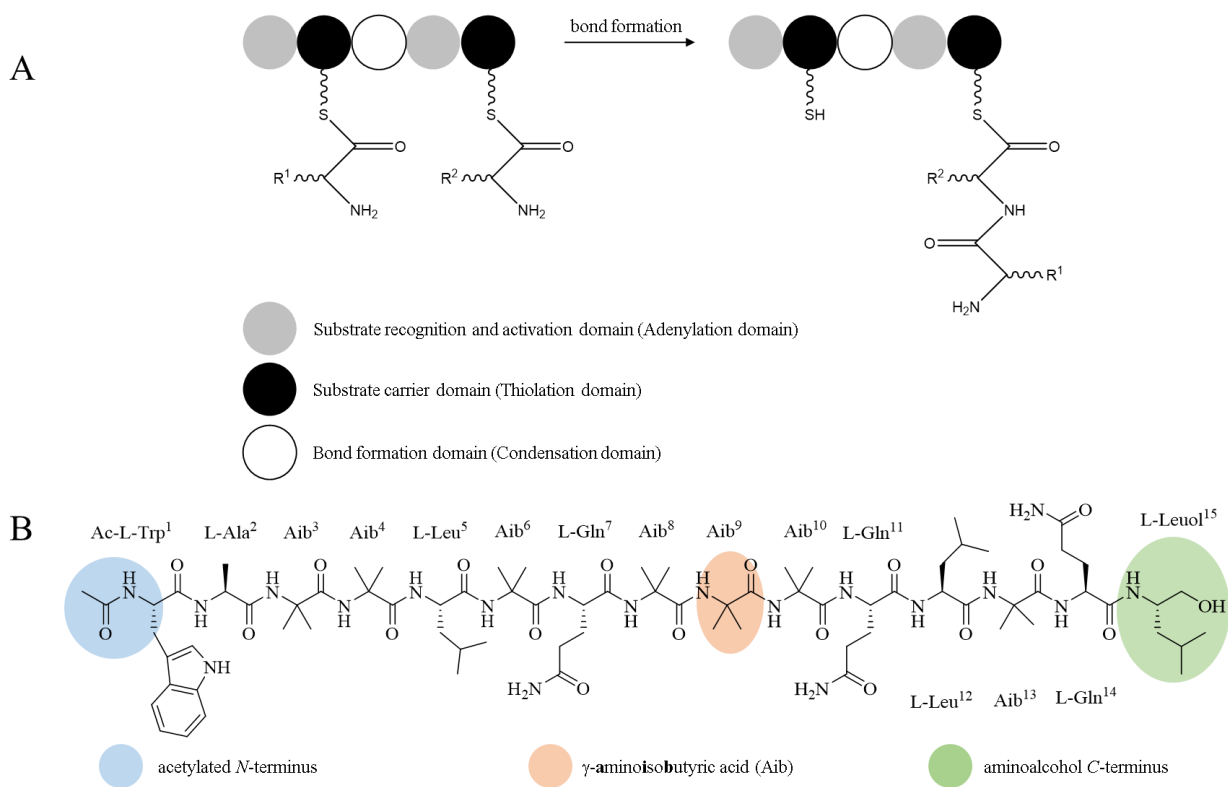 A
bond formation
S
O
R¹
NH₂
S
O
R²
NH₂
SH
S
O
R²
NH
O
R¹
H₂N
Substrate recognition and activation domain (Adenylation domain)
Substrate carrier domain (Thiolation domain)
Bond formation domain (Condensation domain)
B
Ac-L-Trp¹ L-Ala² Aib³ Aib⁴ L-Leu⁵ Aib⁶ L-Gln⁷ Aib⁸ Aib⁹ Aib¹⁰ L-Gln¹¹ L-Leuol¹⁵
H₂N O
H N O H N O H N O H N O H N O H N O H N O OH
O N H O N H O N H O N H O N H O N H O N H O
NH H₂N O H₂N O
L-Leu¹² Aib¹³ L-Gln¹⁴
acetylated N-terminus
γ-aminoisobutyric acid (Aib)
aminoalcohol C-terminus